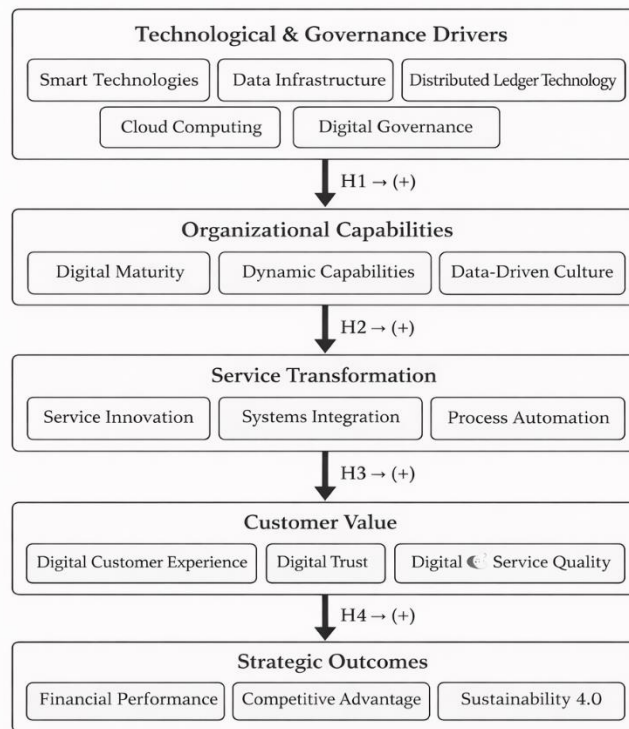 Technological & Governance Drivers
Smart Technologies
Data Infrastructure
Distributed Ledger Technology
Cloud Computing
Digital Governance
H1 → (+)
Organizational Capabilities
Digital Maturity
Dynamic Capabilities
Data-Driven Culture
H2 → (+)
Service Transformation
Service Innovation
Systems Integration
Process Automation
H3 → (+)
Customer Value
Digital Customer Experience
Digital Trust
Digital Service Quality
H4 → (+)
Strategic Outcomes
Financial Performance
Competitive Advantage
Sustainability 4.0